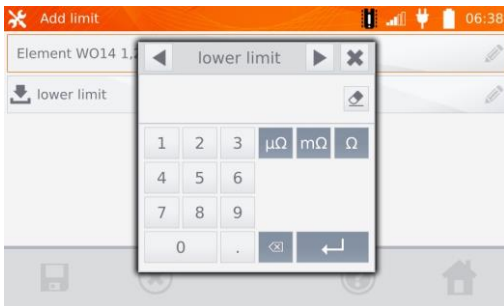 Add limit 06:38
Element WO14 1,
lower limit
lower limit
1 2 3 µΩ mΩ Ω
4 5 6
7 8 9
0 .